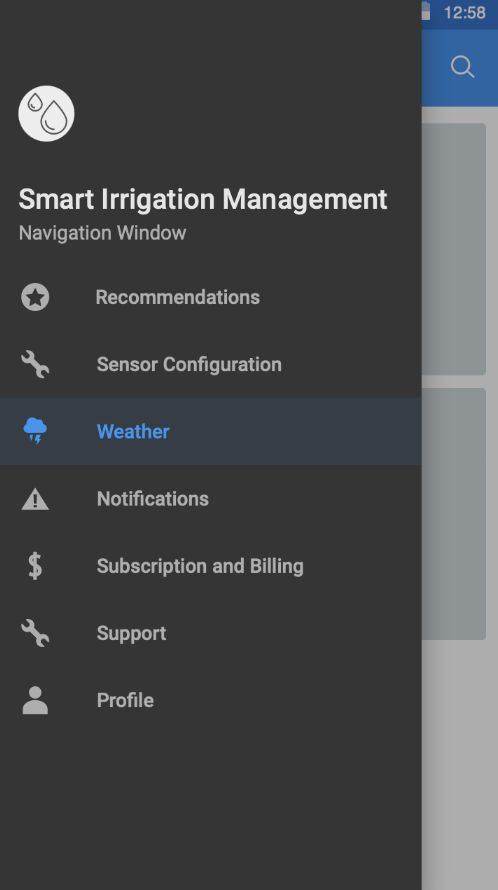 12:58
Smart Irrigation Management
Navigation Window
Recommendations
Sensor Configuration
Weather
Notifications
Subscription and Billing
Support
Profile